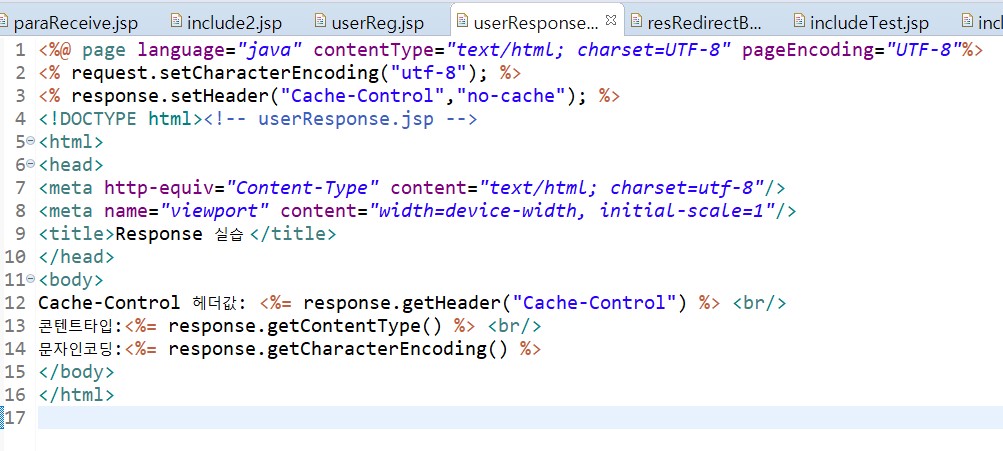 paraReceive.jsp include2.jsp userReg.jsp userResponse... resRedirectB... includeTest.jsp incl
1 <%@ page language="java" contentType="text/html; charset=UTF-8" pageEncoding="UTF-8"%>
2 <% request.setCharacterEncoding("utf-8"); %>
3 <% response.setHeader("Cache-Control","no-cache"); %>
4 <!DOCTYPE html><!-- userResponse.jsp -->
5 <html>
6 <head>
7 <meta http-equiv="Content-Type" content="text/html; charset=utf-8"/>
8 <meta name="viewport" content="width=device-width, initial-scale=1"/>
9 <title>Response 실습</title>
10 </head>
11 <body>
12 Cache-Control 헤더값: <%= response.getHeader("Cache-Control") %> <br/>
13 콘텐트타입:<%= response.getContentType() %> <br/>
14 문자인코딩:<%= response.getCharacterEncoding() %>
15 </body>
16 </html>
17